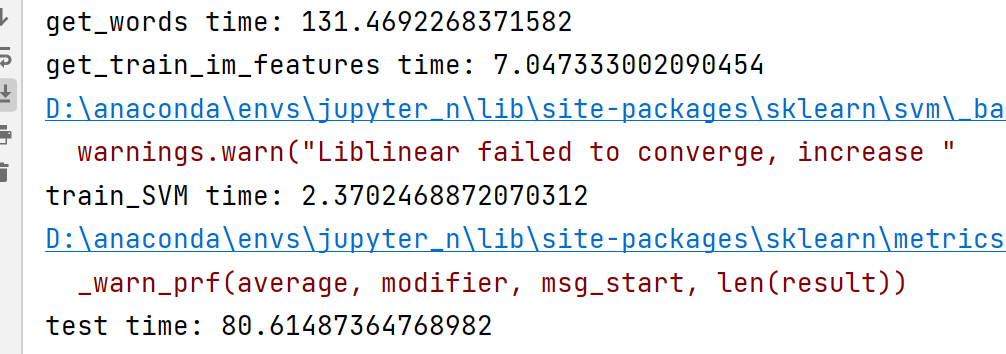 get_words time: 131.4692268371582
get_train_im_features time: 7.047333002090454
D:\anaconda\envs\jupyter_n\lib\site-packages\sklearn\svm\_ba
warnings.warn("Liblinear failed to converge, increase "
train_SVM time: 2.3702468872070312
D:\anaconda\envs\jupyter_n\lib\site-packages\sklearn\metrics
_warn_prf(average, modifier, msg_start, len(result))
test time: 80.61487364768982